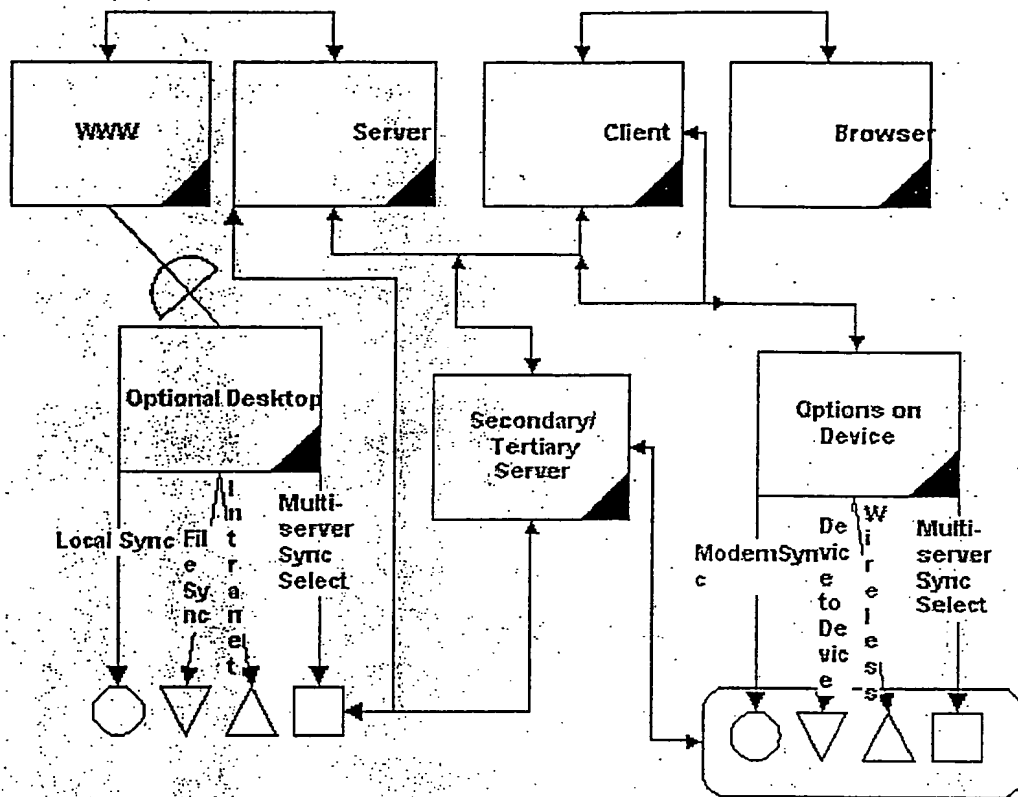 WWW
Server
Client
Browser
Optional Desktop
Secondary/
Tertiary
Server
Options on
Device
Local Sync
Fil
e
Sy
nc
I
n
t
r
a
n
e
t
Multi-
server
Sync
Select
ModemSyn
c
De
vic
e
to
De
vic
e
W
i
r
e
l
e
s
s
Multi-
server
Sync
Select